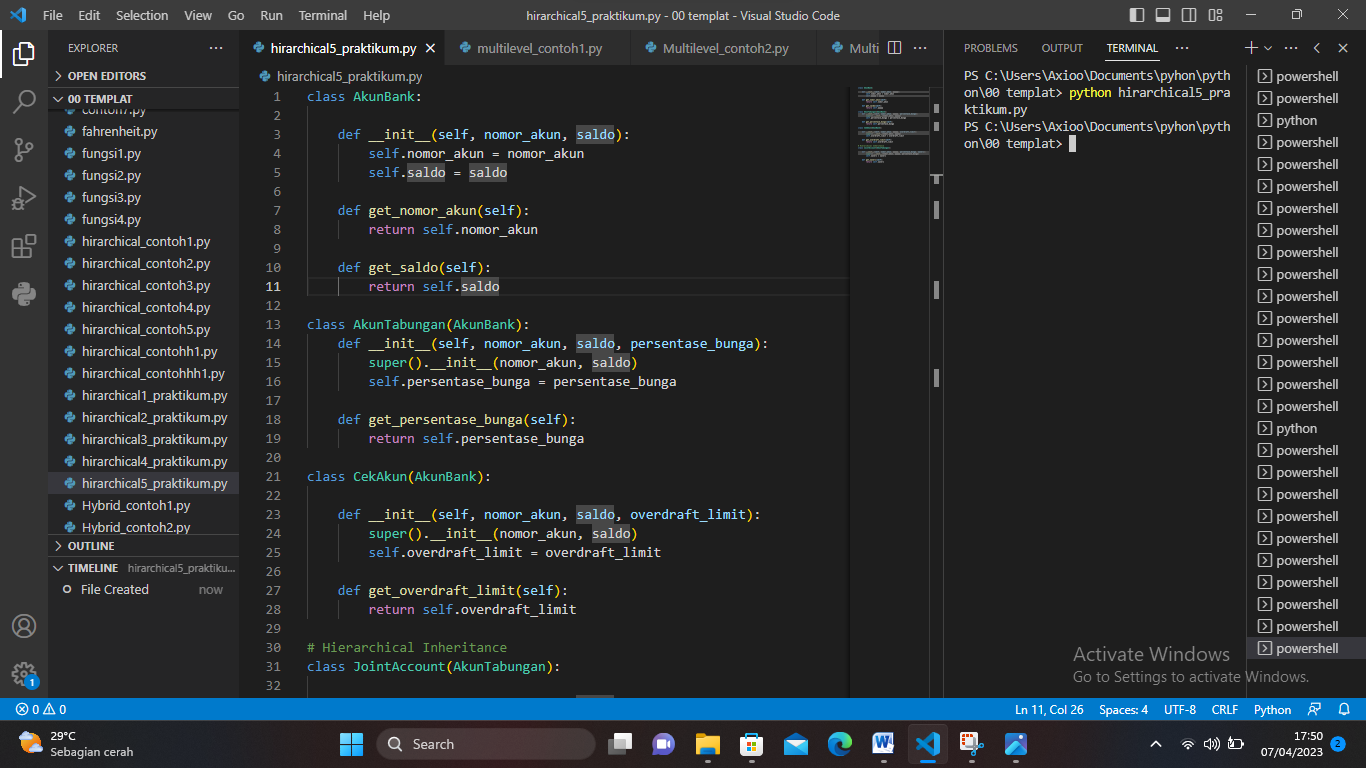 File Edit Selection View Go Run Terminal Help
hirarchical5_praktikum.py - 00 templat - Visual Studio Code
EXPLORER
OPEN EDITORS
00 TEMPLAT
contoh7.py
fahrenheit.py
fungsi1.py
fungsi2.py
fungsi3.py
fungsi4.py
hirarchical_contoh1.py
hirarchical_contoh2.py
hirarchical_contoh3.py
hirarchical_contoh4.py
hirarchical_contoh5.py
hirarchical_contohh1.py
hirarchical_contohhh1.py
hirarchical1_praktikum.py
hirarchical2_praktikum.py
hirarchical3_praktikum.py
hirarchical4_praktikum.py
hirarchical5_praktikum.py
Hybrid_contoh1.py
Hybrid_contoh2.py
OUTLINE
TIMELINE hirarchical5_praktiku...
File Created now
1
hirarchical5_praktikum.py multilevel_contoh1.py Multilevel_contoh2.py Multi
hirarchical5_praktikum.py
1 class AkunBank:
2
3 def __init__(self, nomor_akun, saldo):
4 self.nomor_akun = nomor_akun
5 self.saldo = saldo
6
7 def get_nomor_akun(self):
8 return self.nomor_akun
9
10 def get_saldo(self):
11 return self.saldo
12
13 class AkunTabungan(AkunBank):
14 def __init__(self, nomor_akun, saldo, persentase_bunga):
15 super().__init__(nomor_akun, saldo)
16 self.persentase_bunga = persentase_bunga
17
18 def get_persentase_bunga(self):
19 return self.persentase_bunga
20
21 class CekAkun(AkunBank):
22
23 def __init__(self, nomor_akun, saldo, overdraft_limit):
24 super().__init__(nomor_akun, saldo)
25 self.overdraft_limit = overdraft_limit
26
27 def get_overdraft_limit(self):
28 return self.overdraft_limit
29
30 # Hierarchical Inheritance
31 class JointAccount(AkunTabungan):
32
PROBLEMS OUTPUT TERMINAL
PS C:\Users\Axioo\Documents\pyhon\pyth
on\00 templat> python hirarchical5_pra
ktikum.py
PS C:\Users\Axioo\Documents\pyhon\pyth
on\00 templat>
powershell
powershell
python
powershell
powershell
powershell
powershell
powershell
powershell
powershell
powershell
powershell
powershell
powershell
powershell
powershell
python
powershell
powershell
powershell
powershell
powershell
powershell
powershell
powershell
powershell
powershell
Activate Windows
Go to Settings to activate Windows.
0 0
Ln 11, Col 26 Spaces: 4 UTF-8 CRLF Python
29°C
Sebagian cerah
Search
17:50
07/04/2023
2